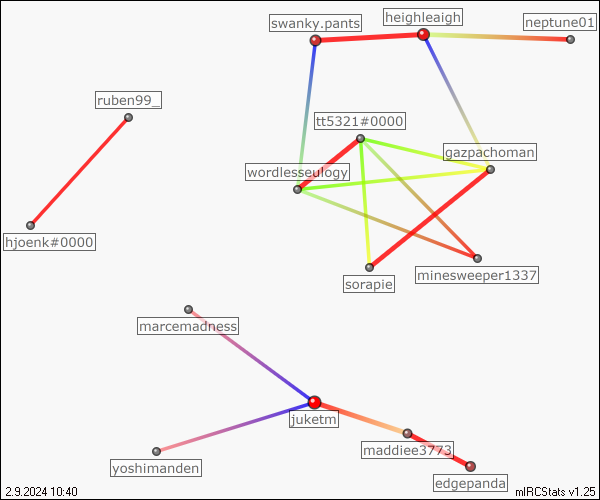 heighleaigh
swanky.pants
neptune01
ruben99_
tt5321#0000
gazpachoman
wordlesseulogy
hjoenk#0000
minesweeper1337
sorapie
marcemadness
juketm
maddiee3773
yoshimanden
edgepanda
2.9.2024 10:40
mIRCStats v1.25